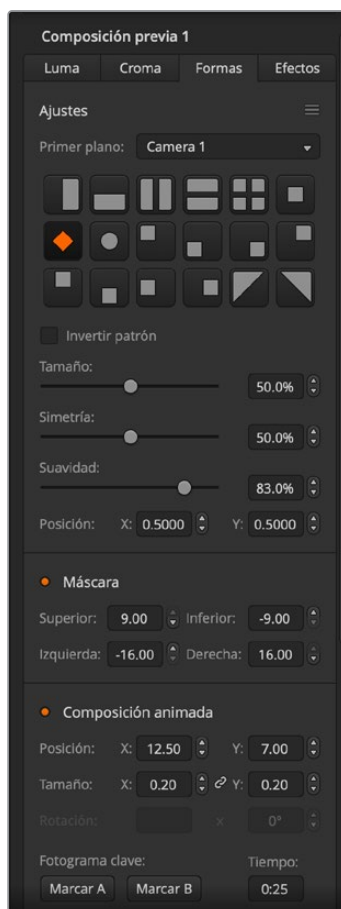 Composición previa 1
Luma Croma Formas Efectos
Ajustes
Primer plano: Camera 1
Invertir patrón
Tamaño:
50.0%
Simetría:
50.0%
Suavidad:
83.0%
Posición: X: 0.5000 Y: 0.5000
Máscara
Superior: 9.00 Inferior: -9.00
Izquierda: -16.00 Derecha: 16.00
Composición animada
Posición: X: 12.50 Y: 7.00
Tamaño: X: 0.20 Y: 0.20
Rotación: x 0°
Fotograma clave: Tiempo:
Marcar A Marcar B 0:25